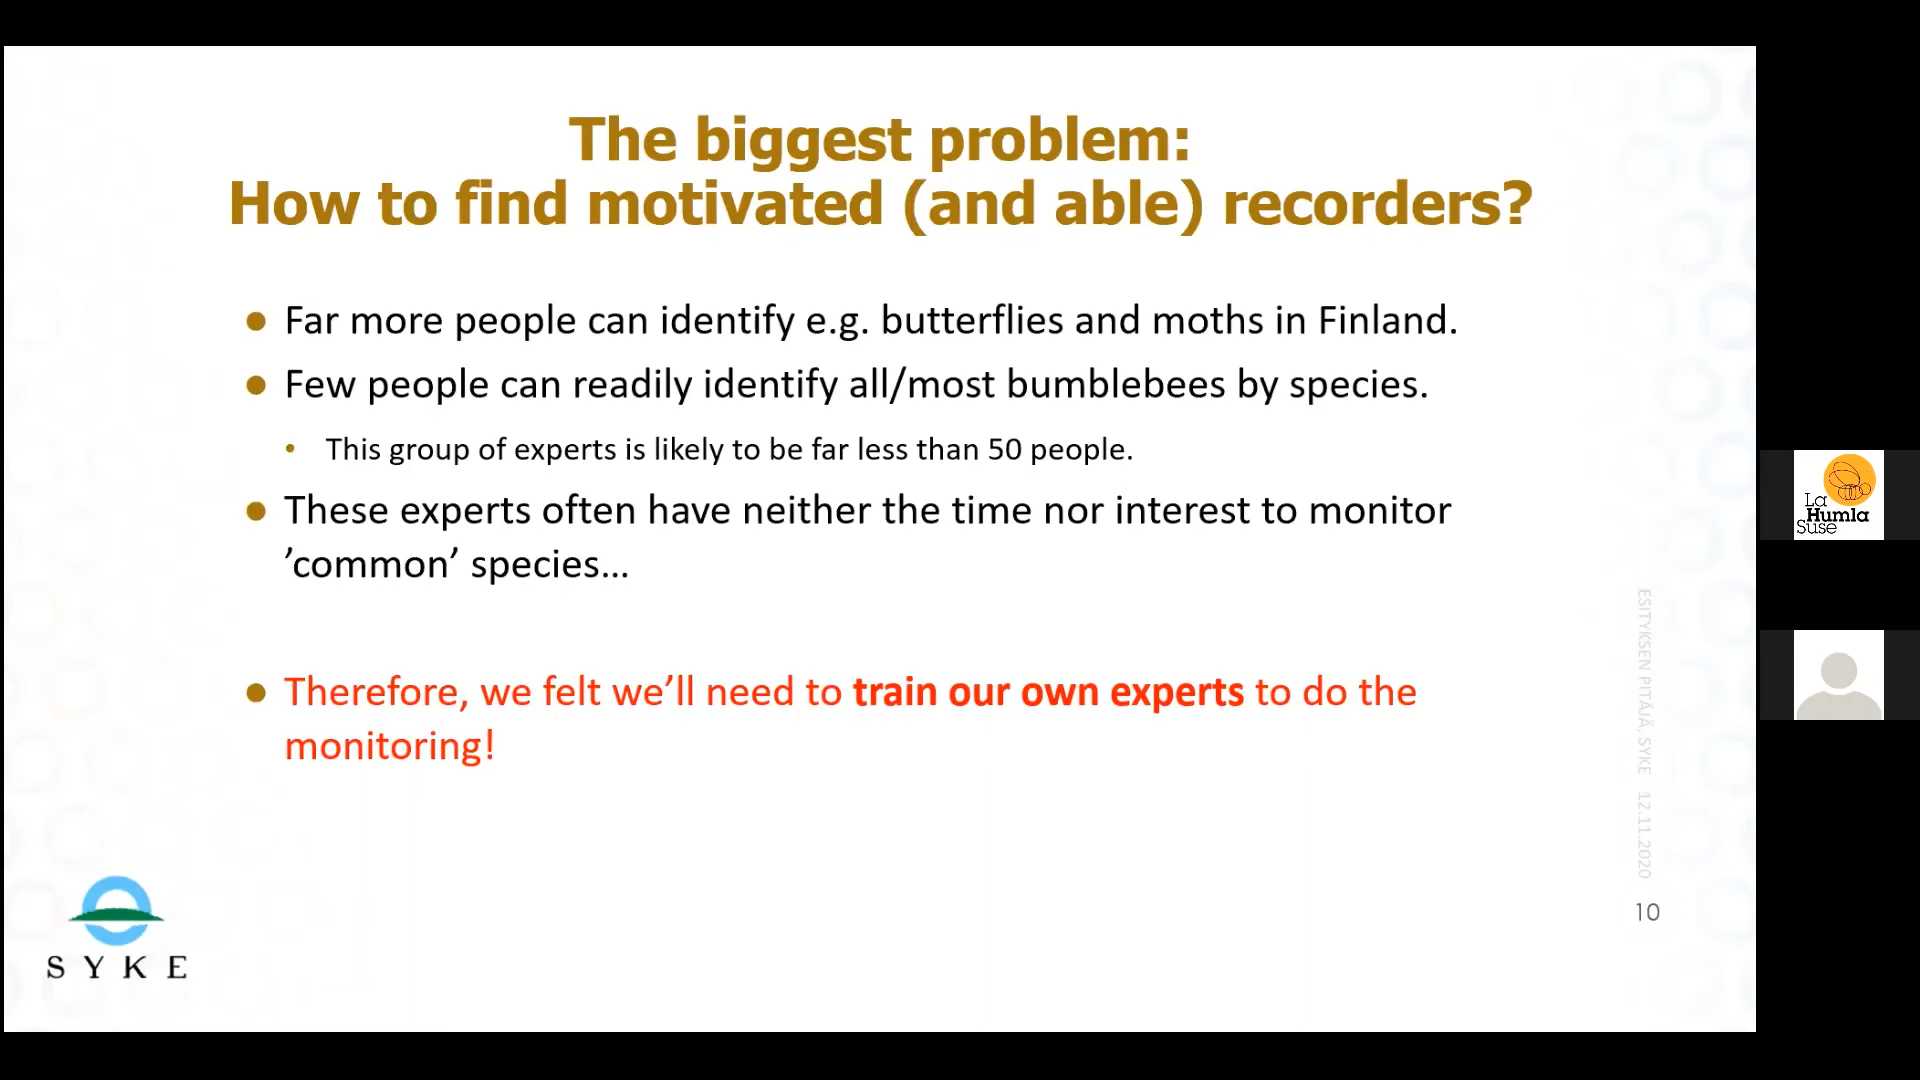 The biggest problem:
How to find motivated (and able) recorders?
● Far more people can identify e.g. butterflies and moths in Finland.
● Few people can readily identify all/most bumblebees by species.
• This group of experts is likely to be far less than 50 people.
● These experts often have neither the time nor interest to monitor
’common’ species...
● Therefore, we felt we’ll need to train our own experts to do the
monitoring!
ESITYKSEN PITÄJÄ, SYKE 12.11.2020
10
SYKE
La
Humla
Suse